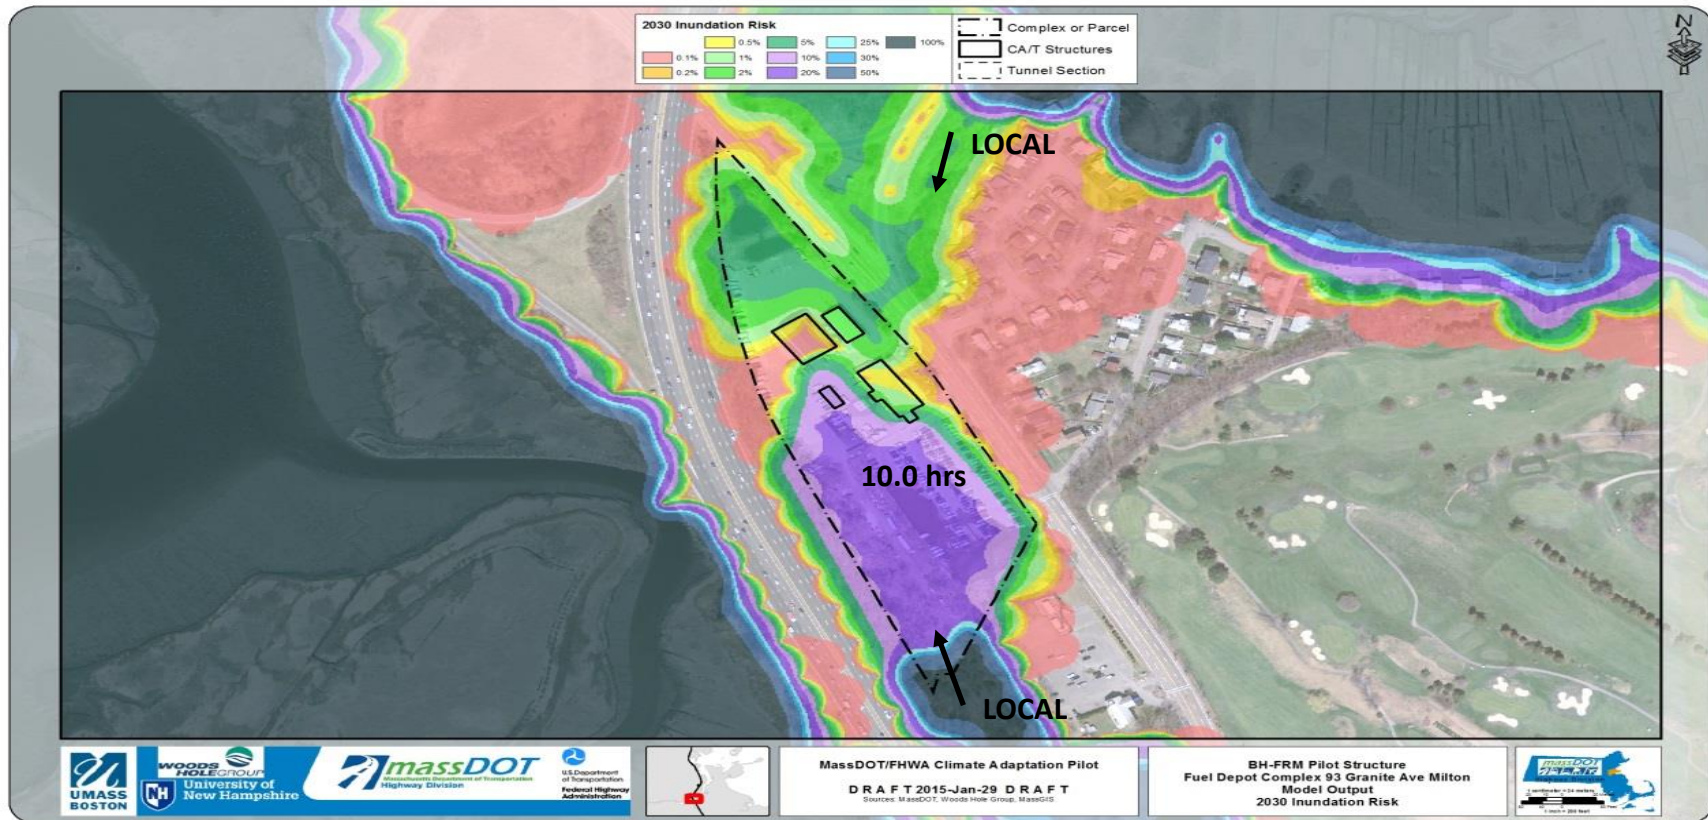 2030 Inundation Risk
0.5% 5% 25% 100%
0.1% 1% 10% 30%
0.2% 2% 20% 50%
Complex or Parcel
CA/T Structures
Tunnel Section
N
LOCAL
10.0 hrs
LOCAL
UMASS
BOSTON
WOODS
HOLE GROUP
NH
University of
New Hampshire
massDOT
Massachusetts Department of Transportation
Highway Division
U.S. Department
of Transportation
Federal Highway
Administration
MassDOT/FHWA Climate Adaptation Pilot
D R A F T 2015-Jan-29 D R A F T
Sources: MassDOT, Woods Hole Group, MassGIS
BH-FRM Pilot Structure
Fuel Depot Complex 93 Granite Ave Milton
Model Output
2030 Inundation Risk
massDOT